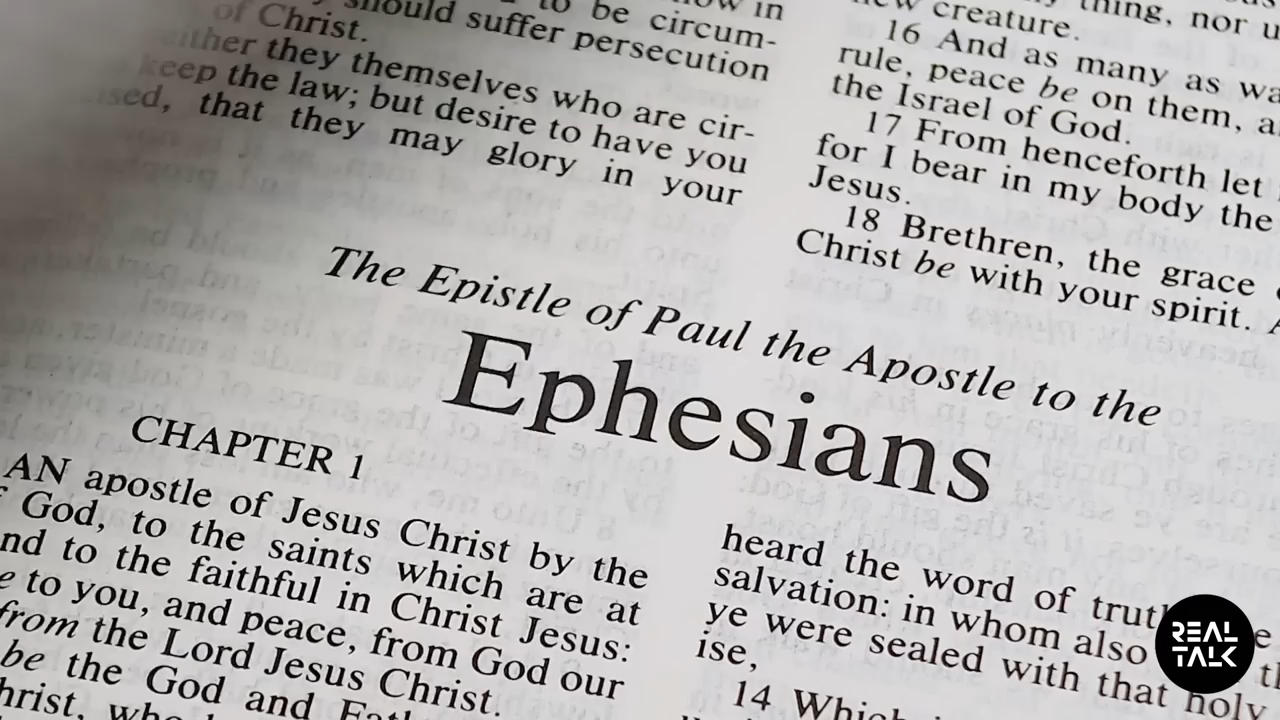 to be circum-
should suffer persecution
of Christ.
neither they themselves who are cir-
keep the law; but desire to have you
that they may glory in your
new creature.
16 And as many as
rule, peace be on them,
the Israel of God.
17 From henceforth let
for I bear in my body the
Jesus.
18 Brethren, the grace
Christ be with your spirit.
The Epistle of Paul the Apostle to the
Ephesians
CHAPTER 1
AN apostle of Jesus Christ by the
God, to the saints which are at
nd to the faithful in Christ Jesus:
e to you, and peace, from God our
from the Lord Jesus Christ.
be the God and
heard the word of trut
salvation: in whom also
ye were sealed with that holy
ise,
14 Which
REAL
TALK